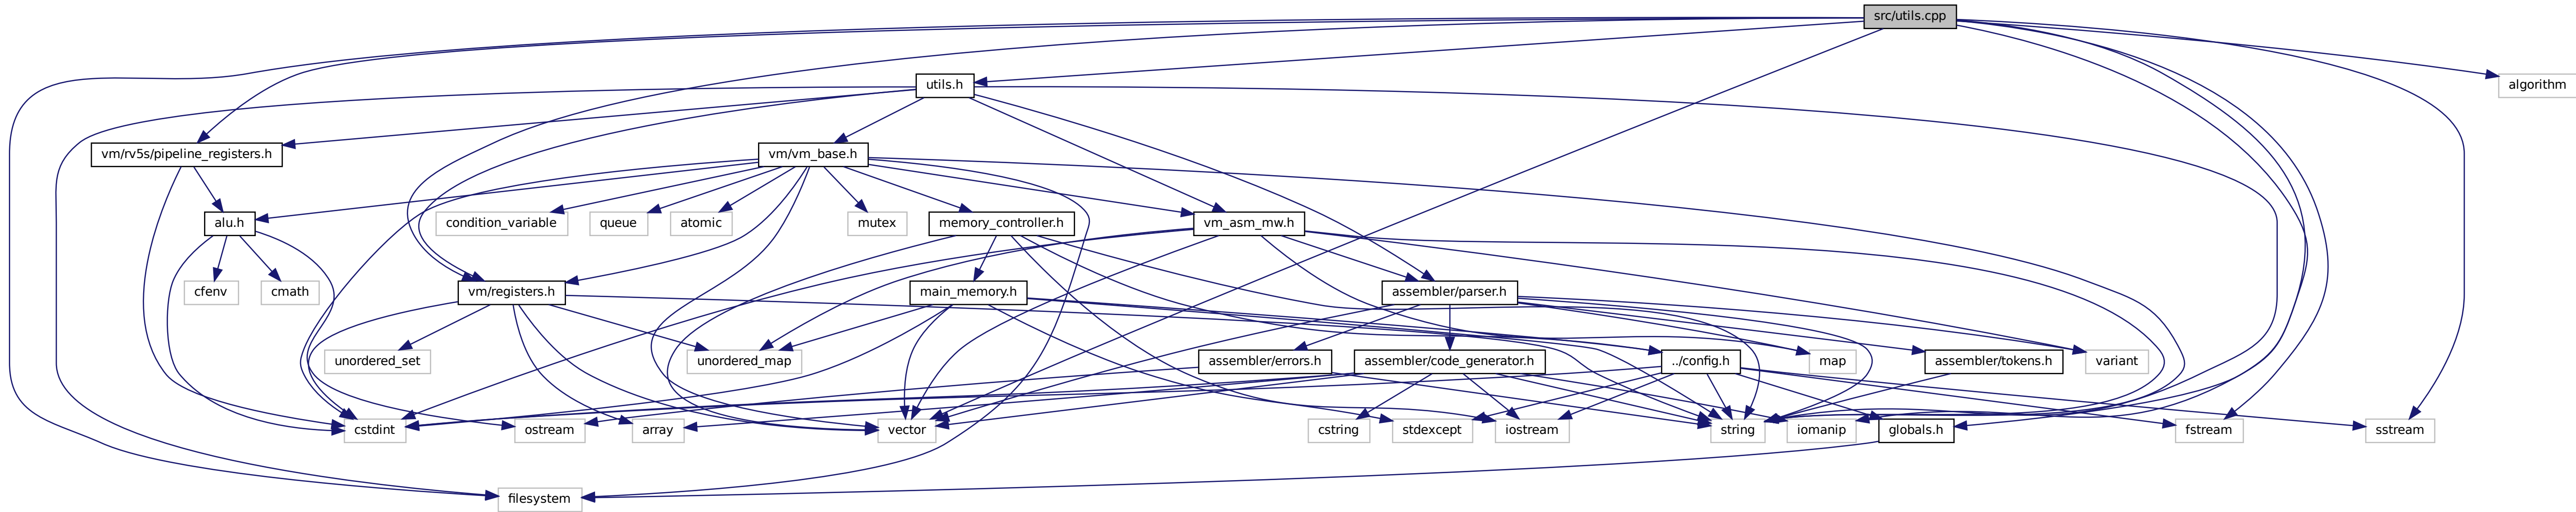 src/utils.cpp
utils.h
algorithm
vm/rv5s/pipeline_registers.h
vm/vm_base.h
alu.h
condition_variable
queue
atomic
mutex
memory_controller.h
vm_asm_mw.h
cfenv
cmath
vm/registers.h
main_memory.h
assembler/parser.h
unordered_set
unordered_map
assembler/errors.h
assembler/code_generator.h
../config.h
map
assembler/tokens.h
variant
cstdint
ostream
array
vector
cstring
stdexcept
iostream
string
iomanip
globals.h
fstream
sstream
filesystem